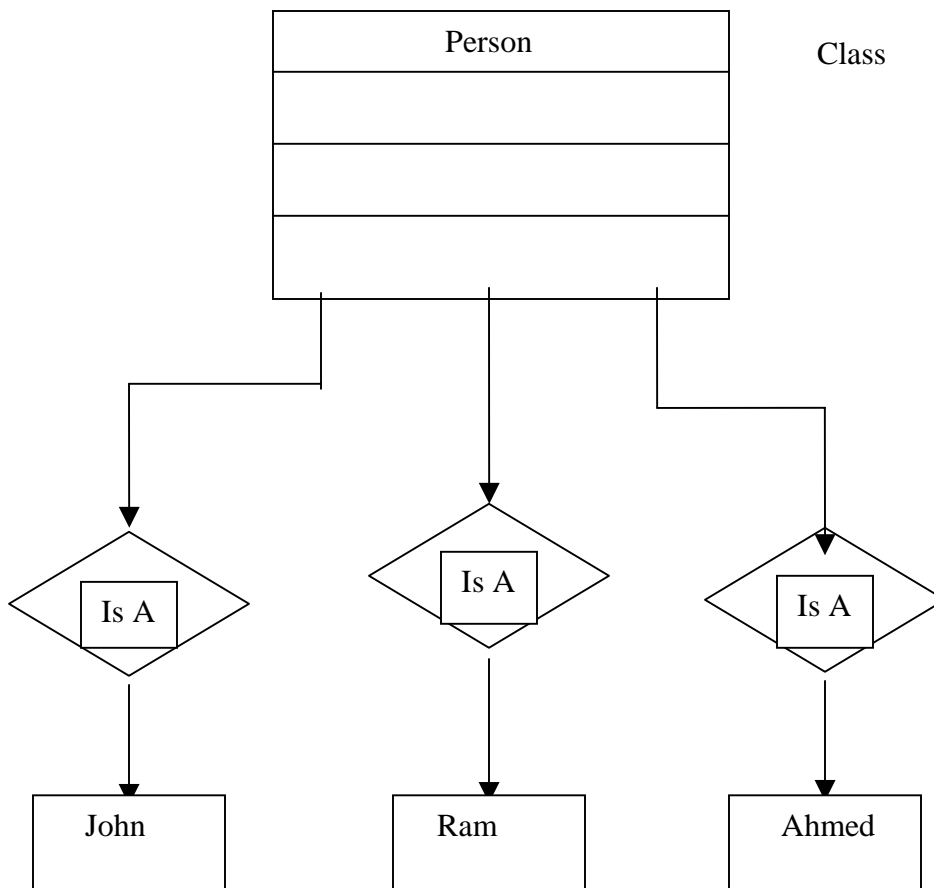 Person
Class
Is A
Is A
Is A
John
Ram
Ahmed